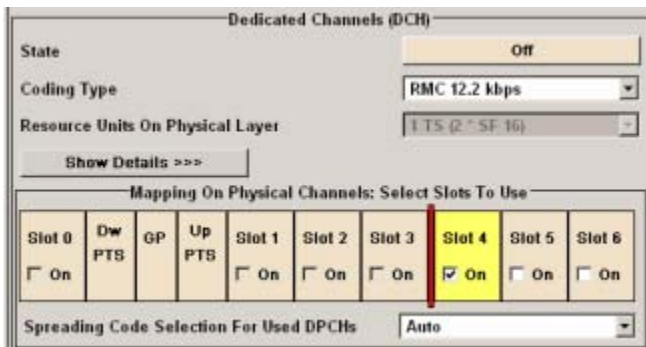 Dedicated Channels (DCH)
State Off
Coding Type RMC 12.2 kbps
Resource Units On Physical Layer 1 TS (2 * SF 16)
Show Details >>>
Mapping On Physical Channels: Select Slots To Use
Slot 0 Dw PTS GP Up PTS Slot 1 Slot 2 Slot 3 Slot 4 Slot 5 Slot 6
On On On On On On On
Spreading Code Selection For Used DPCHs Auto